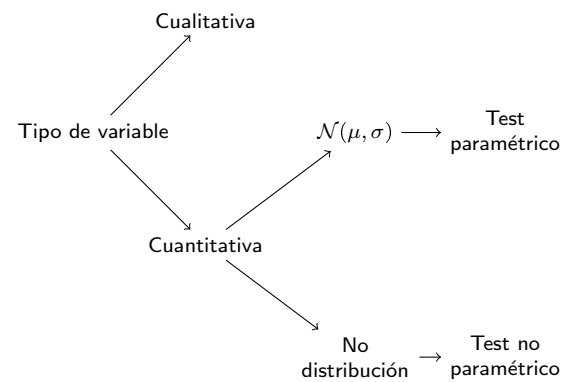 Cualitativa
Tipo de variable
𝒩(μ, σ)
Test
paramétrico
Cuantitativa
No
distribución
Test no
paramétrico